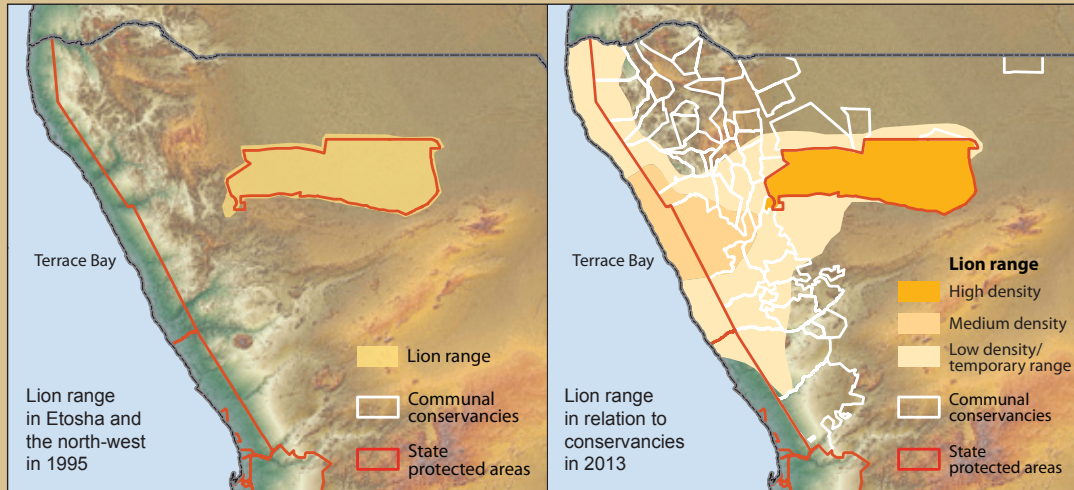 Terrace Bay
Lion range
in Etosha and
the north-west
in 1995
Lion range
Communal
conservancies
State
protected areas
Terrace Bay
Lion range
in relation to
conservancies
in 2013
Lion range
High density
Medium density
Low density/
temporary range
Communal
conservancies
State
protected areas